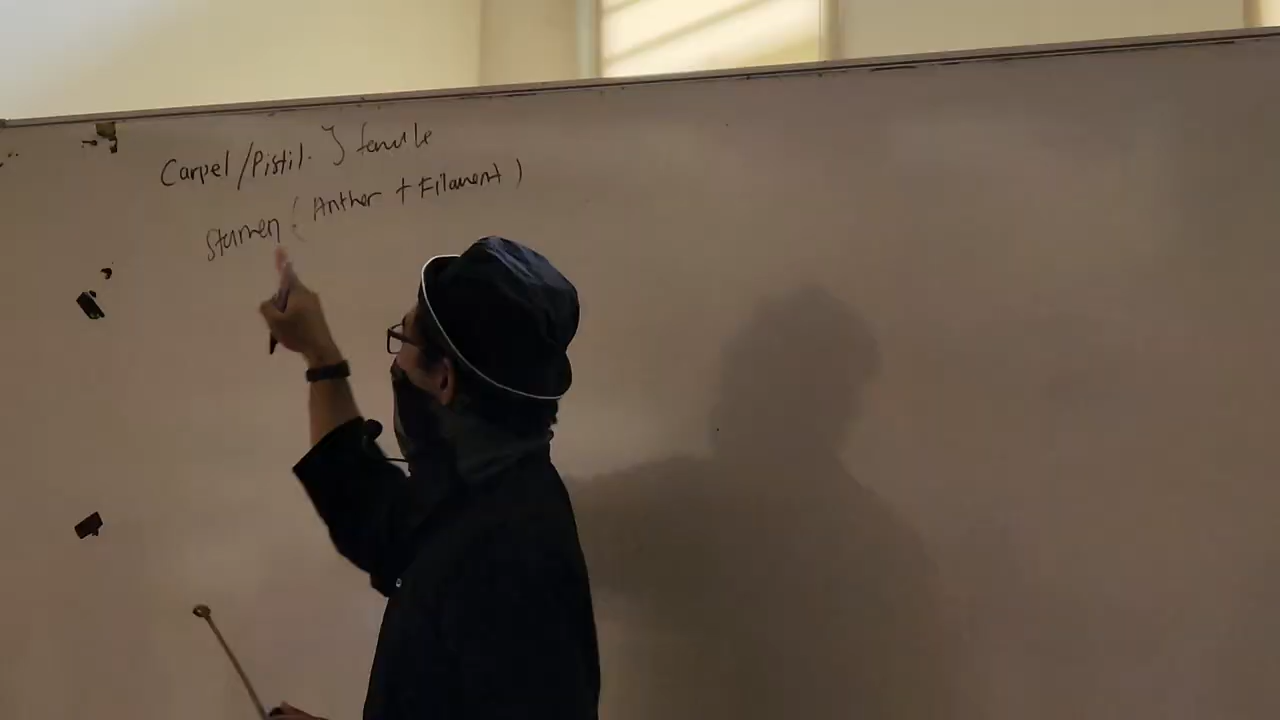 Carpel/Pistil. } female
Stamen (Anther + Filament)